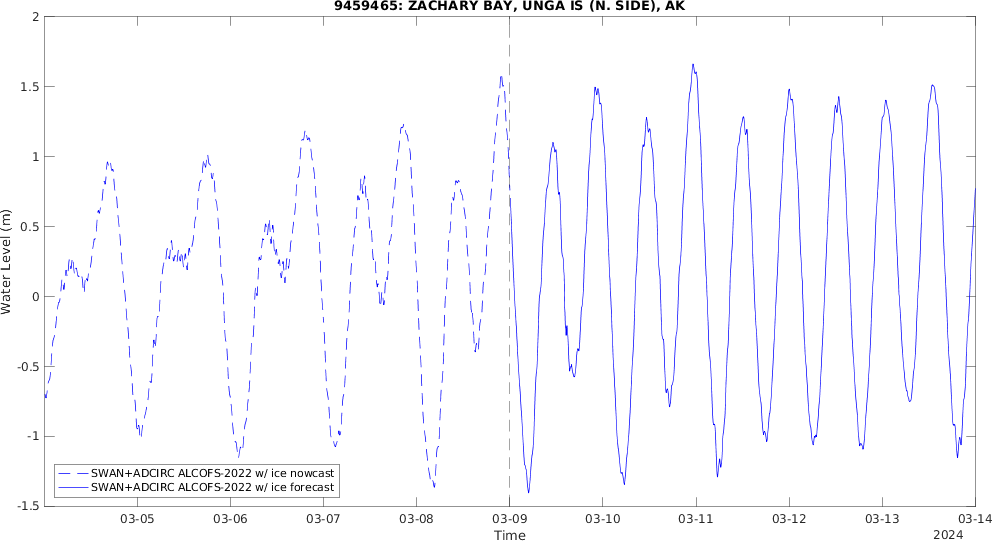 9459465: ZACHARY BAY, UNGA IS (N. SIDE), AK
Water Level (m)
2
1.5
1
0.5
0
-0.5
-1
-1.5
SWAN+ADCIRC ALCOFS-2022 w/ ice nowcast
SWAN+ADCIRC ALCOFS-2022 w/ ice forecast
03-05 03-06 03-07 03-08 03-09 03-10 03-11 03-12 03-13 03-14
Time
2024